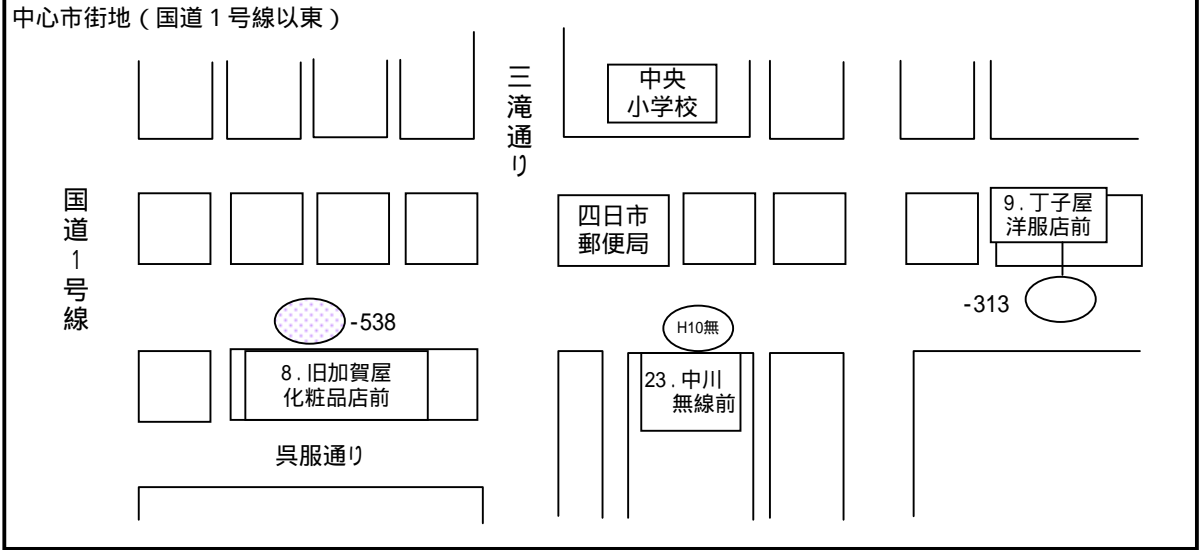 中心市街地（国道１号線以東）
三滝通り
中央
小学校
国道１号線
四日市
郵便局
9.丁子屋
洋服店前
-538
H10無
-313
8.旧加賀屋
化粧品店前
23.中川
無線前
呉服通り